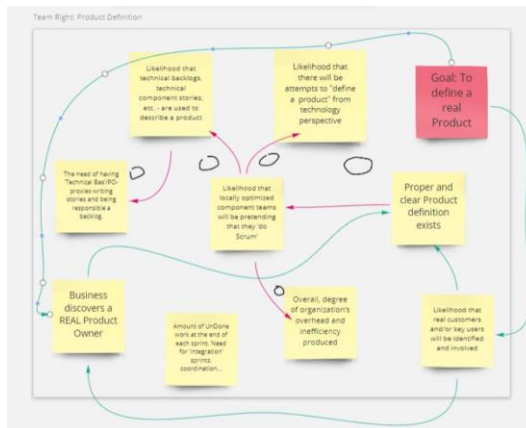 Team Right: Product Definition
Likelihood that
technical backlogs,
technical
component stories,
etc. - are used to
describe a product
Likelihood that
there will be
attempts to "define
a product" from
technology
perspective
Goal: To
define a
real
Product
The need of having
proxies writing
stories and being
responsible a
backlog.
Likelihood that
locally optimized
component teams
will be pretending
that they 'do
Scrum'
Proper and
clear Product
definition
exists
Business
discovers a
REAL Product
Owner
Amount of UnDone
work at the end of
each sprint. Need
for 'integration'
sprints,
coordination...
Overall, degree
of organization's
overhead and
inefficiency
produced
Likelihood that
real customers
and/or key users
will be identified
and involved